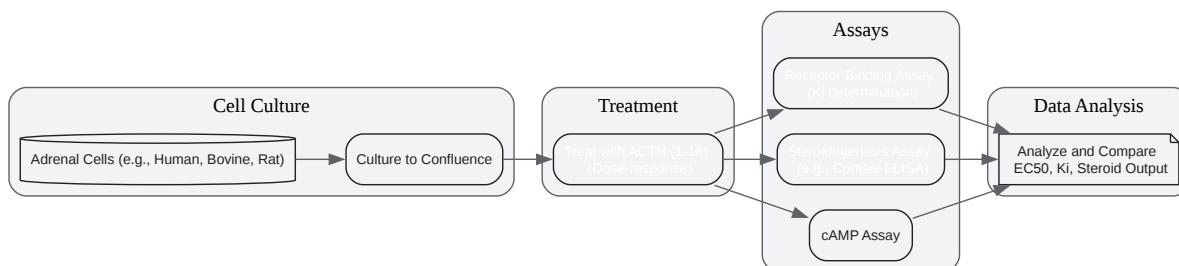 Cell Culture
Adrenal Cells (e.g., Human, Bovine, Rat)
Culture to Confluence
Treatment
Treat with ACTH (1-16)
(Dose-response)
Assays
Receptor Binding Assay
(Ki determination)
Steroidogenesis Assay
(e.g., Cortisol ELISA)
cAMP Assay
Data Analysis
Analyze and Compare
EC50, Ki, Steroid Output